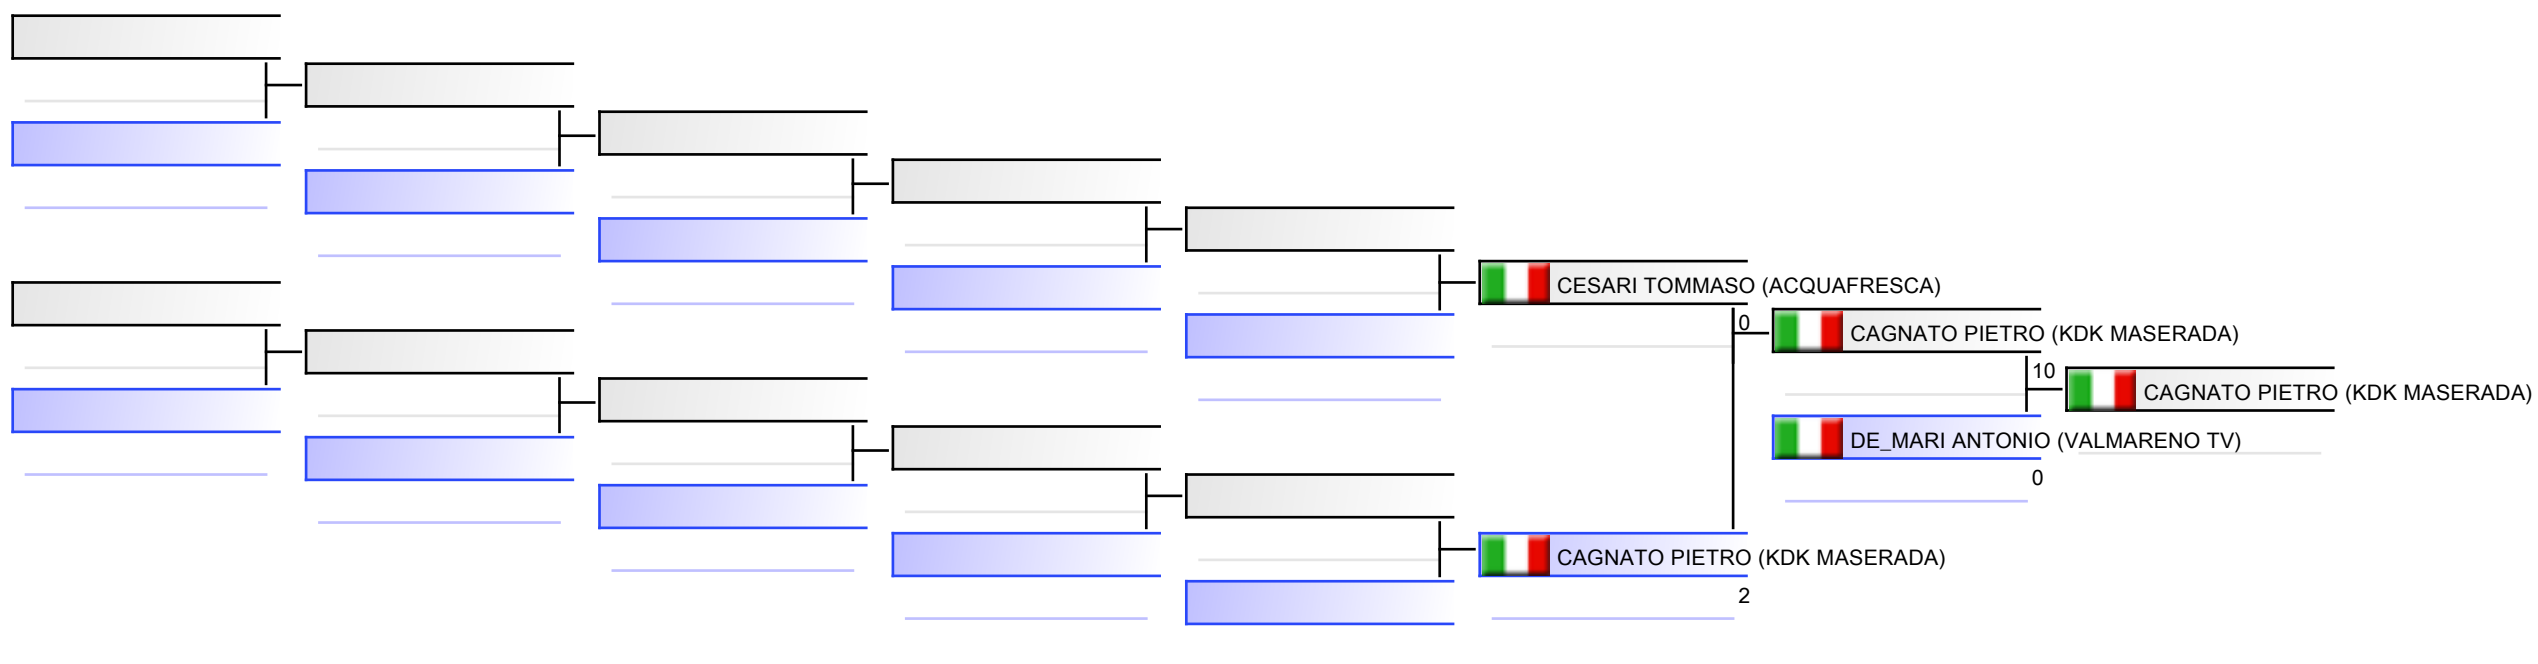 CESARI TOMMASO (ACQUAFRESCA)
0
CAGNATO PIETRO (KDK MASERADA)
10
CAGNATO PIETRO (KDK MASERADA)
DE_MARI ANTONIO (VALMARENO TV)
0
CAGNATO PIETRO (KDK MASERADA)
2